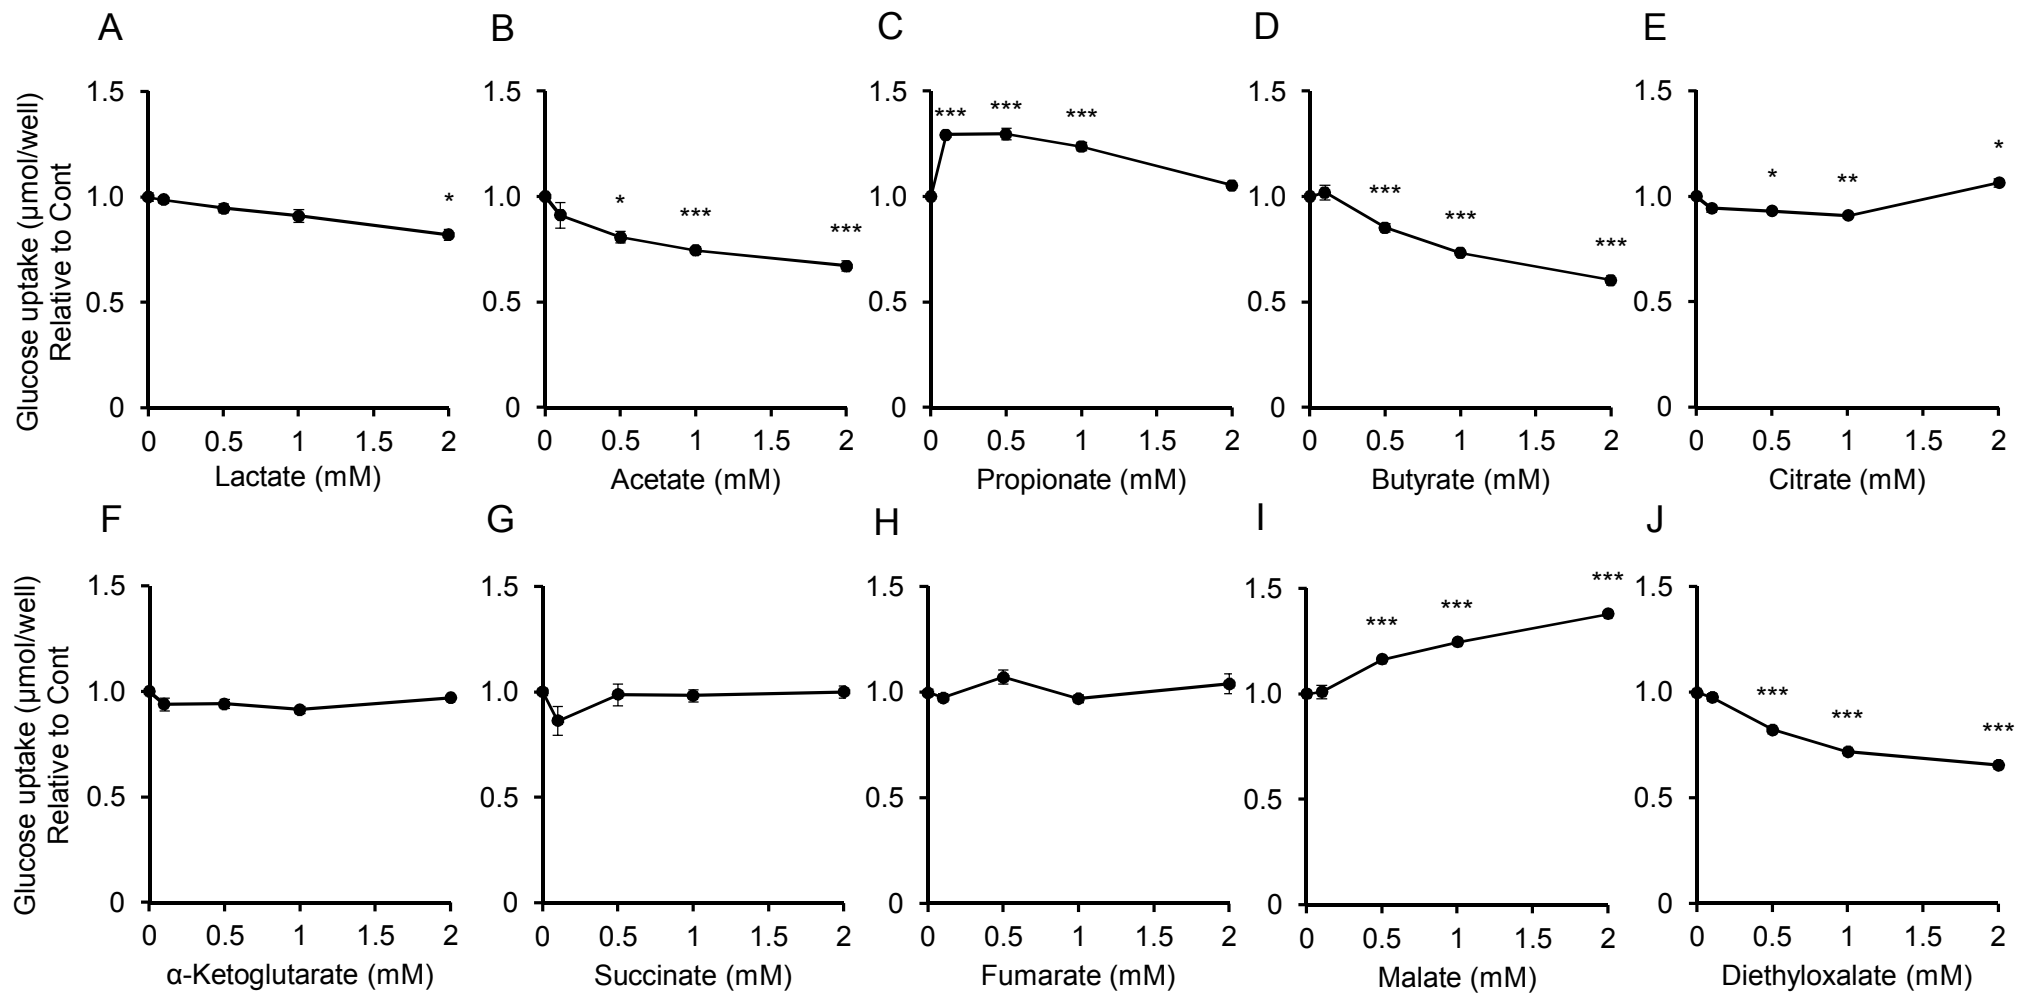 A B C D E
Glucose uptake (µmol/well)
Relative to Cont
1.5 1.5 1.5 1.5 1.5
*** *** ***
1.0 1.0 1.0 1.0 1.0
*
* *** ***
*** *** ***
* ** *
0.5 0.5 0.5 0.5 0.5
0 0 0 0 0
0 0.5 1 1.5 2 0 0.5 1 1.5 2 0 0.5 1 1.5 2 0 0.5 1 1.5 2 0 0.5 1 1.5 2
Lactate (mM) Acetate (mM) Propionate (mM) Butyrate (mM) Citrate (mM)
F G H I J
Glucose uptake (µmol/well)
Relative to Cont
1.5 1.5 1.5 1.5 1.5
1.0 1.0 1.0 1.0 1.0
*** *** ***
*** *** ***
0.5 0.5 0.5 0.5 0.5
0 0 0 0 0
0 0.5 1 1.5 2 0 0.5 1 1.5 2 0 0.5 1 1.5 2 0 0.5 1 1.5 2 0 0.5 1 1.5 2
α-Ketoglutarate (mM) Succinate (mM) Fumarate (mM) Malate (mM) Diethyloxalate (mM)